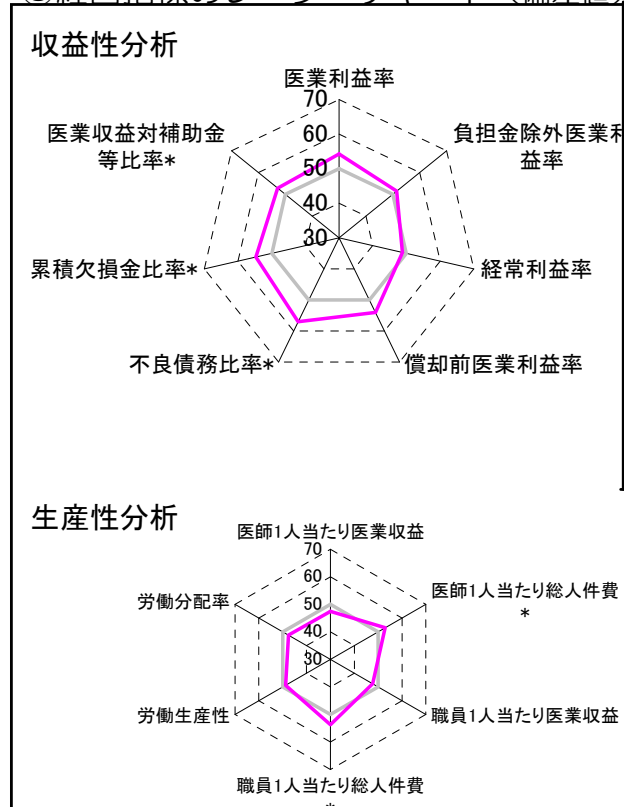 収益性分析
医業利益率
70
60
50
40
30
医業収益対補助金
等比率*
負担金除外医業利
益率
累積欠損金比率*
経常利益率
不良債務比率*
償却前医業利益率
生産性分析
医師1人当たり医業収益
70
60
50
40
30
労働分配率
医師1人当たり総人件費
*
労働生産性
職員1人当たり医業収益
職員1人当たり総人件費
*